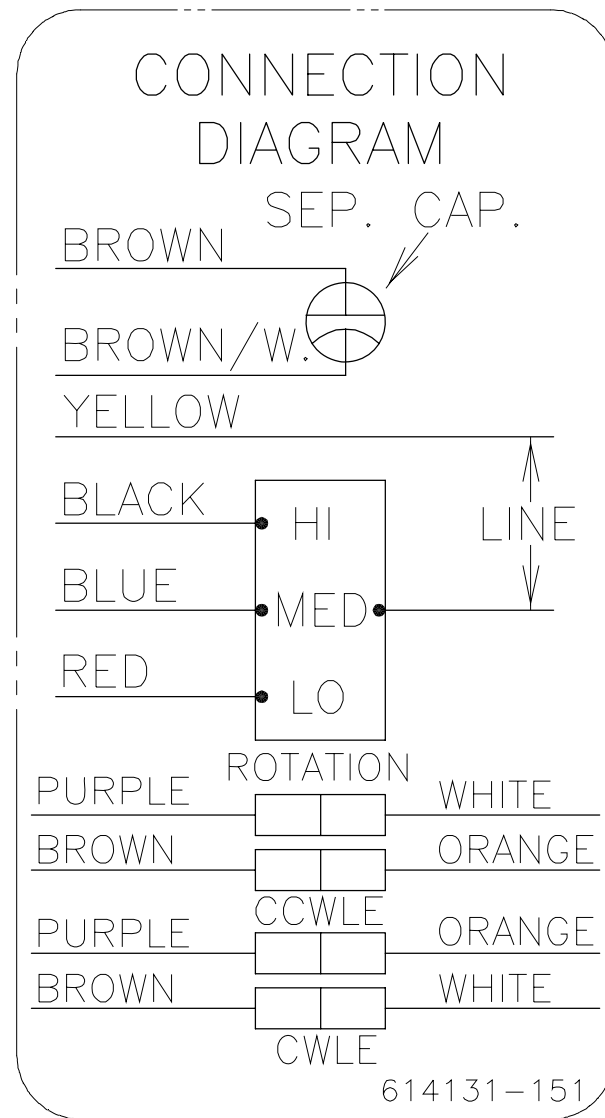 CONNECTION
DIAGRAM
SEP. CAP.
BROWN
BROWN/W.
YELLOW
BLACK
HI
LINE
BLUE
MED
RED
LO
ROTATION
PURPLE
WHITE
BROWN
ORANGE
CCWLE
PURPLE
ORANGE
BROWN
WHITE
CWLE
614131-151